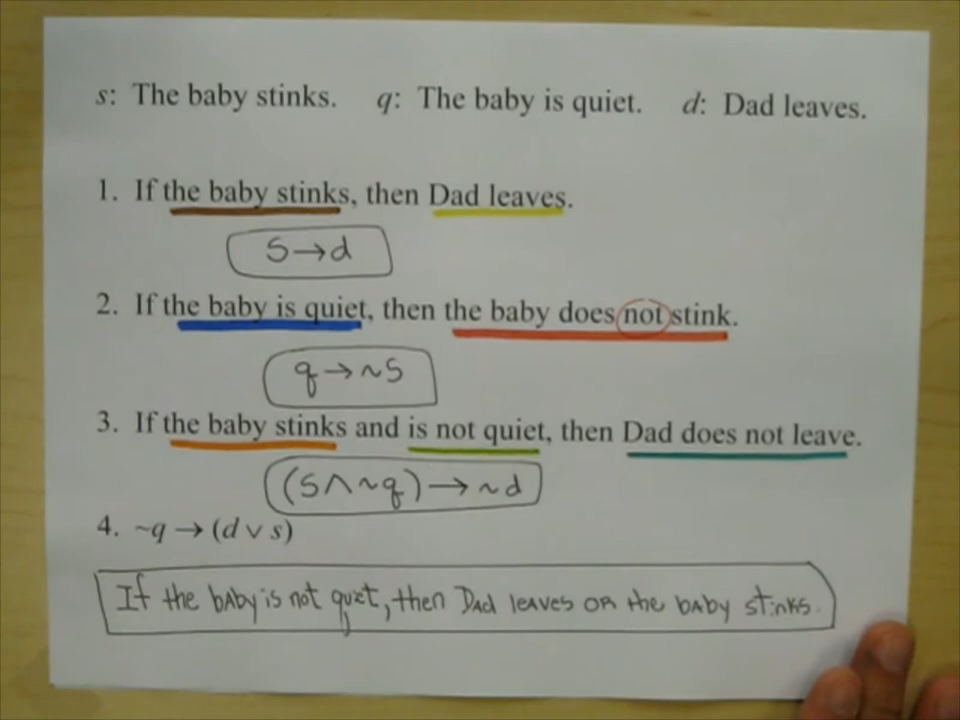 s: The baby stinks. q: The baby is quiet. d: Dad leaves.
1. If the baby stinks, then Dad leaves.
S→d
2. If the baby is quiet, then the baby does not stink.
q→~S
3. If the baby stinks and is not quiet, then Dad does not leave.
(S∧~q)→~d
4. ~q → (d ∨ s)
If the baby is not quiet, then Dad leaves or the baby stinks.